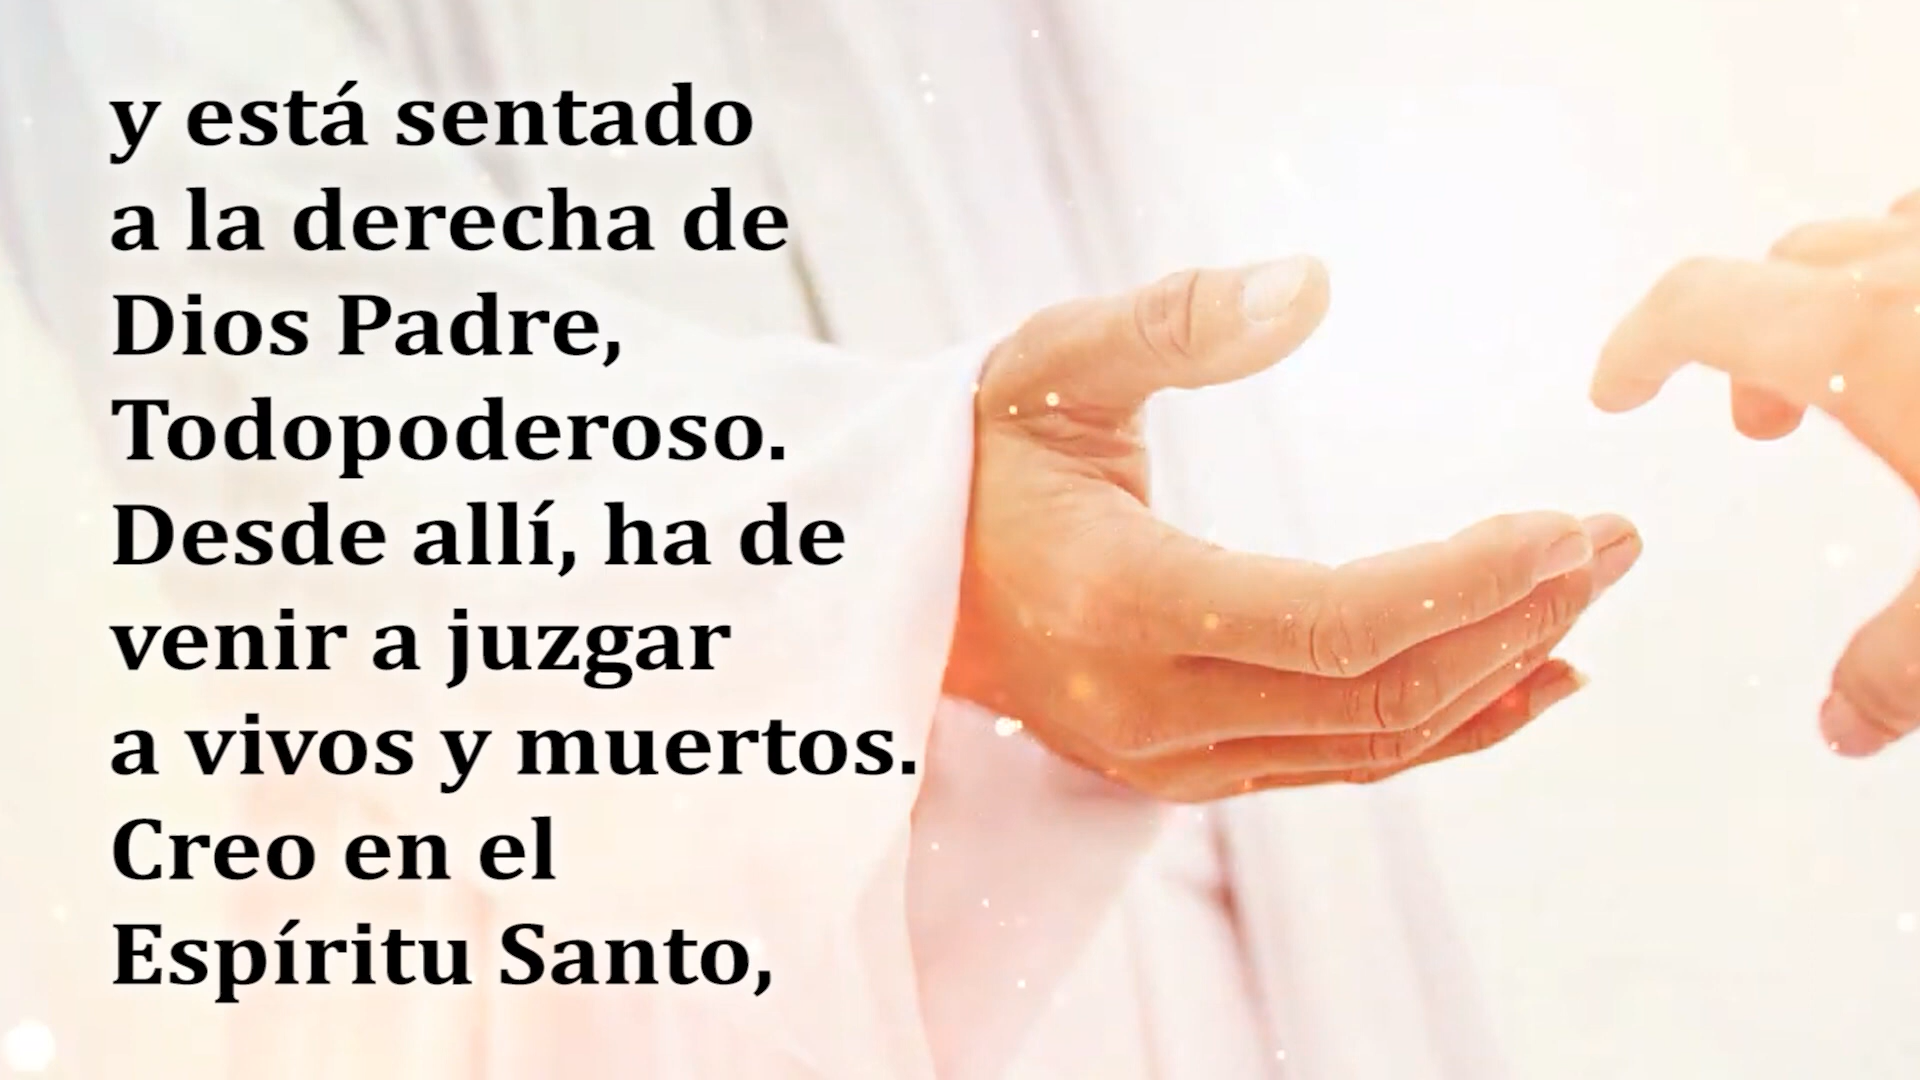 y está sentado
a la derecha de
Dios Padre,
Todopoderoso.
Desde allí, ha de
venir a juzgar
a vivos y muertos.
Creo en el
Espíritu Santo,